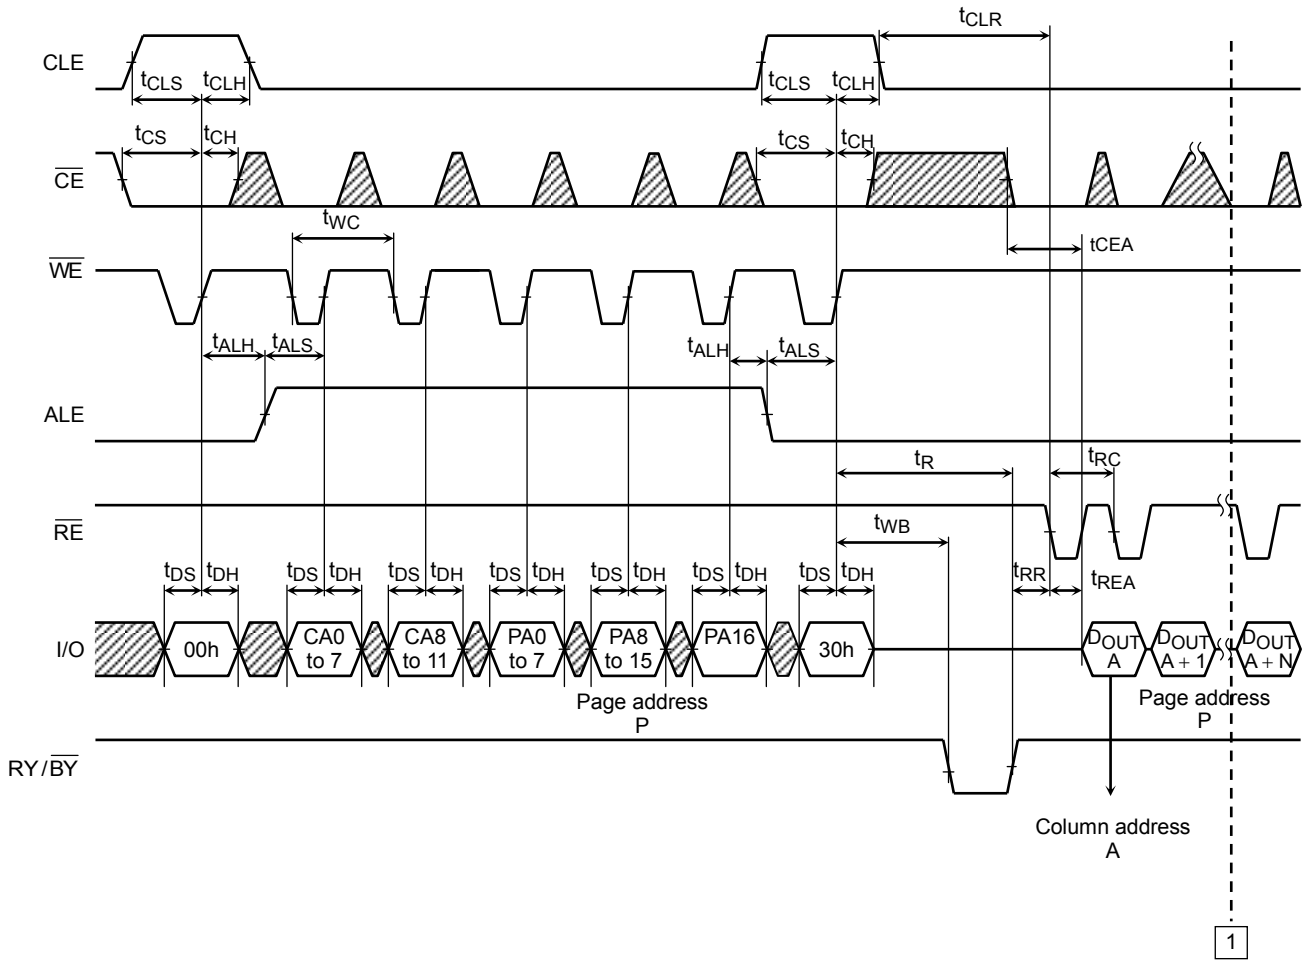 tCLR
CLE
tCLS tCLH tCLS tCLH
tCS tCH tCS tCH
CE
tWC tCEA
WE
tALH tALS tALH tALS
ALE
tR tRC
RE
tWB
tDS tDH tDS tDH tDS tDH tDS tDH tDS tDH tDS tDH tDS tDH tRR tREA
I/O 00h CA0 to 7 CA8 to 11 PA0 to 7 PA8 to 15 PA16 30h DOUT A DOUT A + 1 DOUT A + N
Page address P Page address P
RY/BY
Column address
A
1